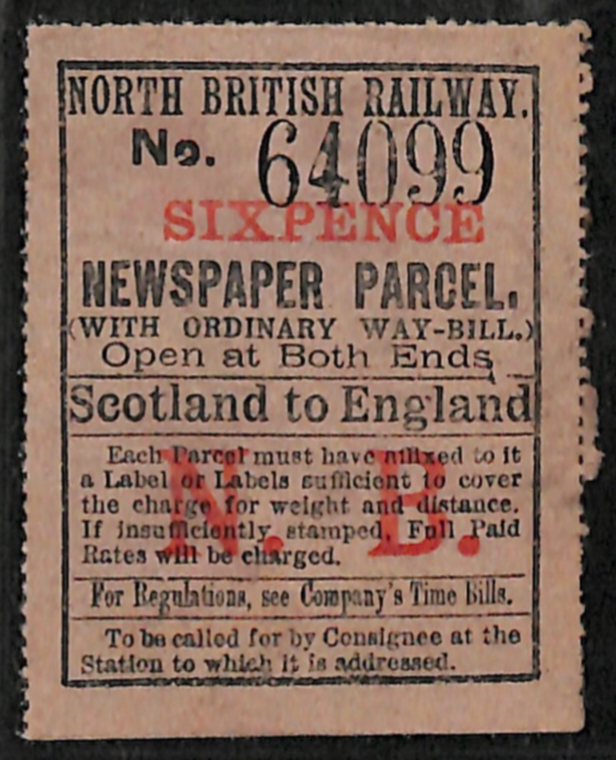 NORTH BRITISH RAILWAY.
No. 64099
SIXPENCE
NEWSPAPER PARCEL.
(WITH ORDINARY WAY-BILL.)
Open at Both Ends
Scotland to England
N. B.
Each Parcel must have affixed to it
a Label or Labels sufficient to cover
the charge for weight and distance.
If insufficiently stamped, Full Paid
Rates will be charged.
For Regulations, see Company's Time Bills.
To be called for by Consignee at the
Station to which it is addressed.